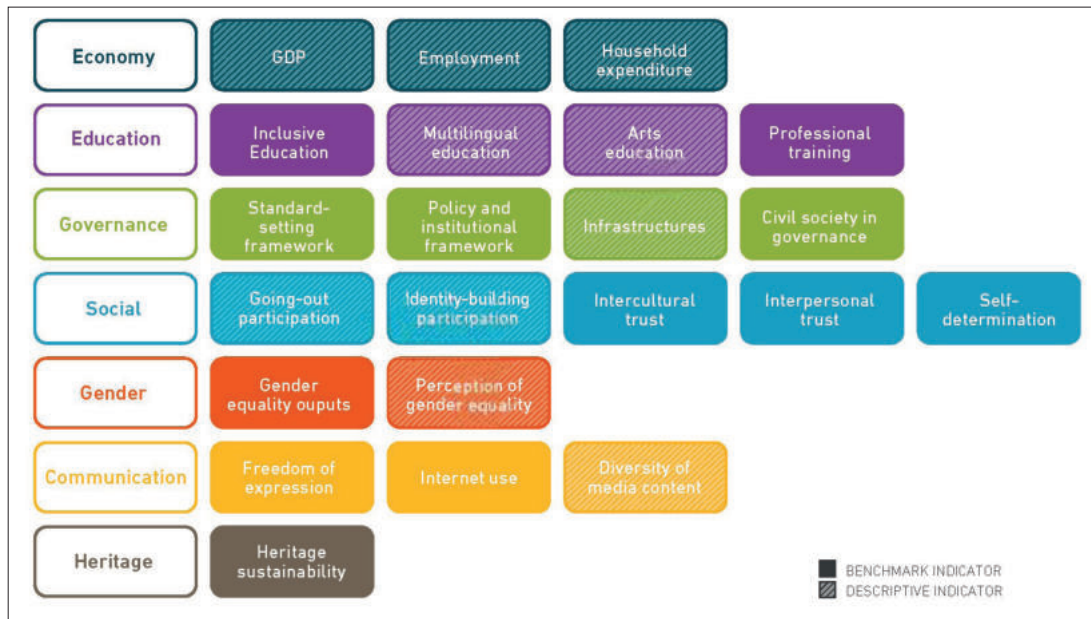 Economy
GDP
Employment
Household
expenditure
Education
Inclusive
Education
Multilingual
education
Arts
education
Professional
training
Governance
Standard-
setting
framework
Policy and
institutional
framework
Infrastructures
Civil society in
governance
Social
Going-out
participation
Identity-building
participation
Intercultural
trust
Interpersonal
trust
Self-
determination
Gender
Gender
equality ouputs
Perception of
gender equality
Communication
Freedom of
expression
Internet use
Diversity of
media content
Heritage
Heritage
sustainability
BENCHMARK INDICATOR
DESCRIPTIVE INDICATOR